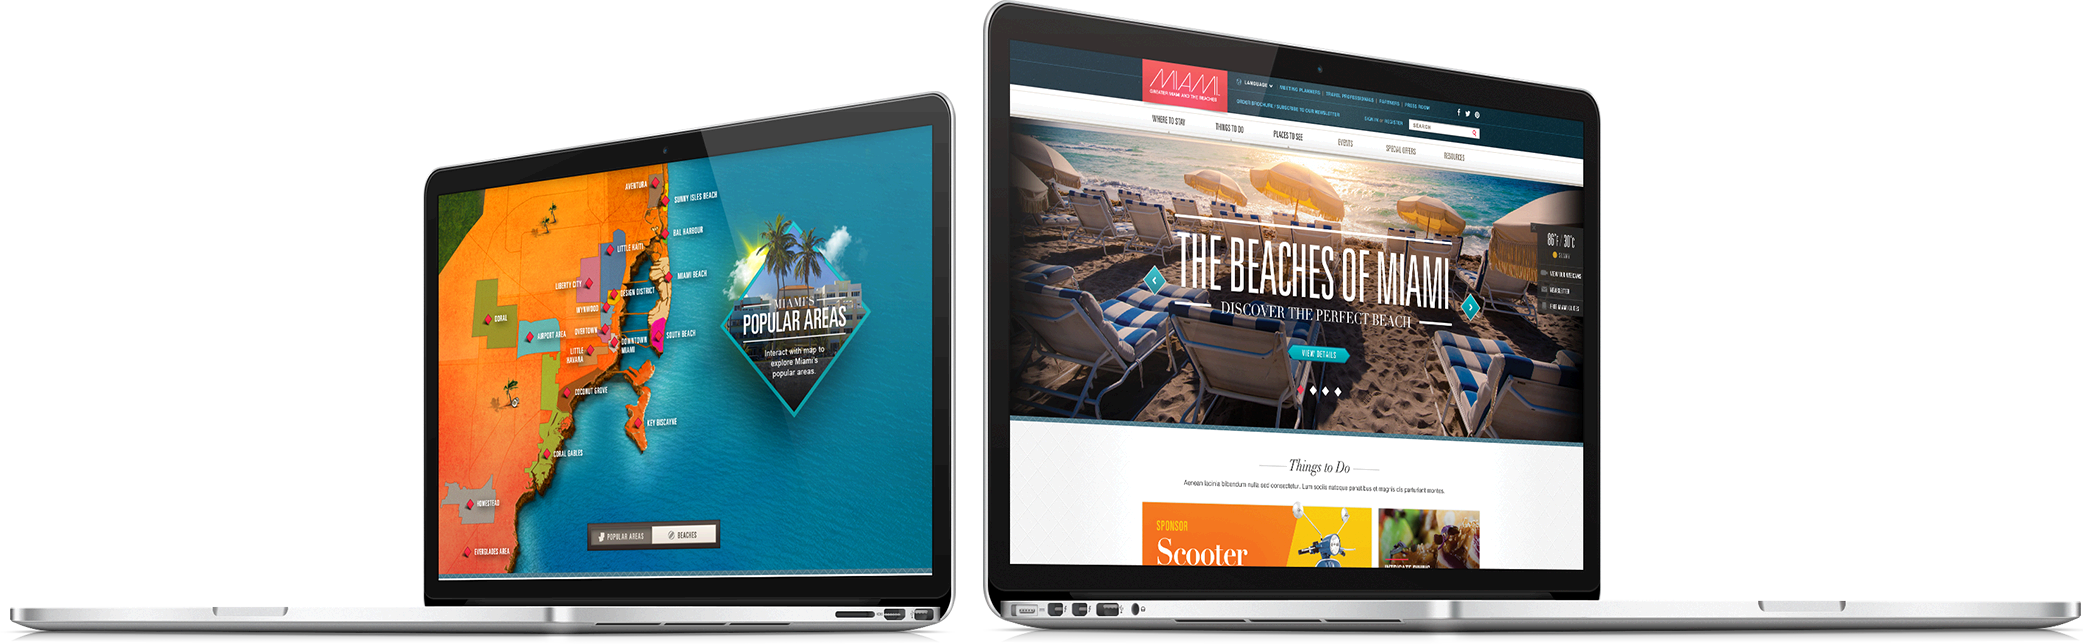 AVENTURA
SUNNY ISLES BEACH
BAL HARBOUR
LITTLE HAITI
MIAMI BEACH
LIBERTY CITY
DESIGN DISTRICT
WYNWOOD
DORAL
AIRPORT AREA
OVERTOWN
DOWNTOWN
MIAMI
SOUTH BEACH
LITTLE
HAVANA
COCONUT GROVE
KEY BISCAYNE
CORAL GABLES
HOMESTEAD
EVERGLADES AREA
MIAMI'S
POPULAR AREAS
Interact with map to
explore Miami's
popular areas.
POPULAR AREAS
BEACHES
MIAMI
GREATER MIAMI AND THE BEACHES
LANGUAGE
MEETING PLANNERS | TRAVEL PROFESSIONALS | PARTNERS | PRESS ROOM
ORDER BROCHURE / SUBSCRIBE TO OUR NEWSLETTER
SIGN IN or REGISTER
SEARCH
WHERE TO STAY
THINGS TO DO
PLACES TO SEE
EVENTS
SPECIAL OFFERS
RESOURCES
86°F / 30°C
NEWSLETTER
THE BEACHES OF MIAMI
DISCOVER THE PERFECT BEACH
VIEW DETAILS
Things to Do
Aenean lacinia bibendum nulla sed consectetur. Cum sociis natoque penatibus et magnis dis parturient montes.
SPONSOR
Scooter